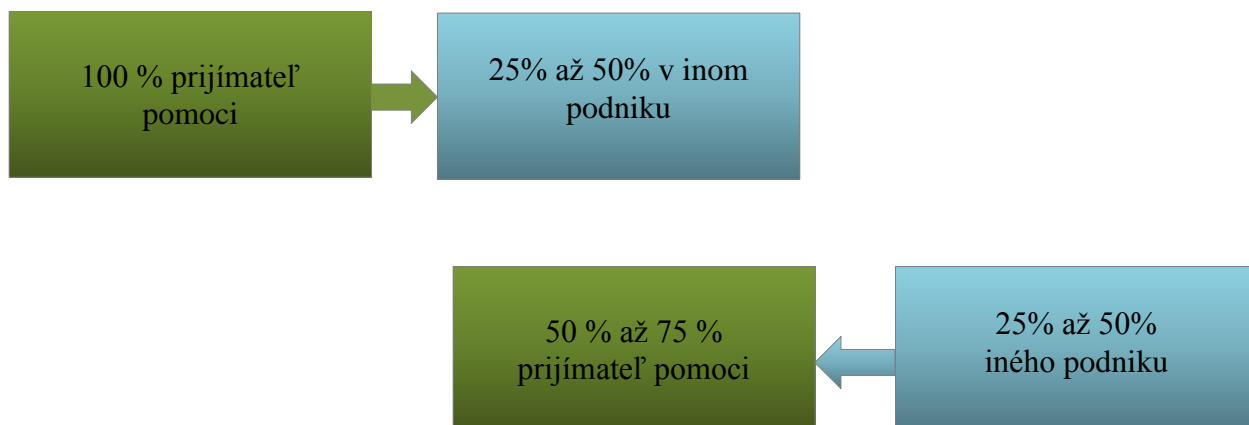 100 % prijímateľ
pomoci
25% až 50% v inom
podniku
50 % až 75 %
prijímateľ pomoci
25% až 50%
iného podniku